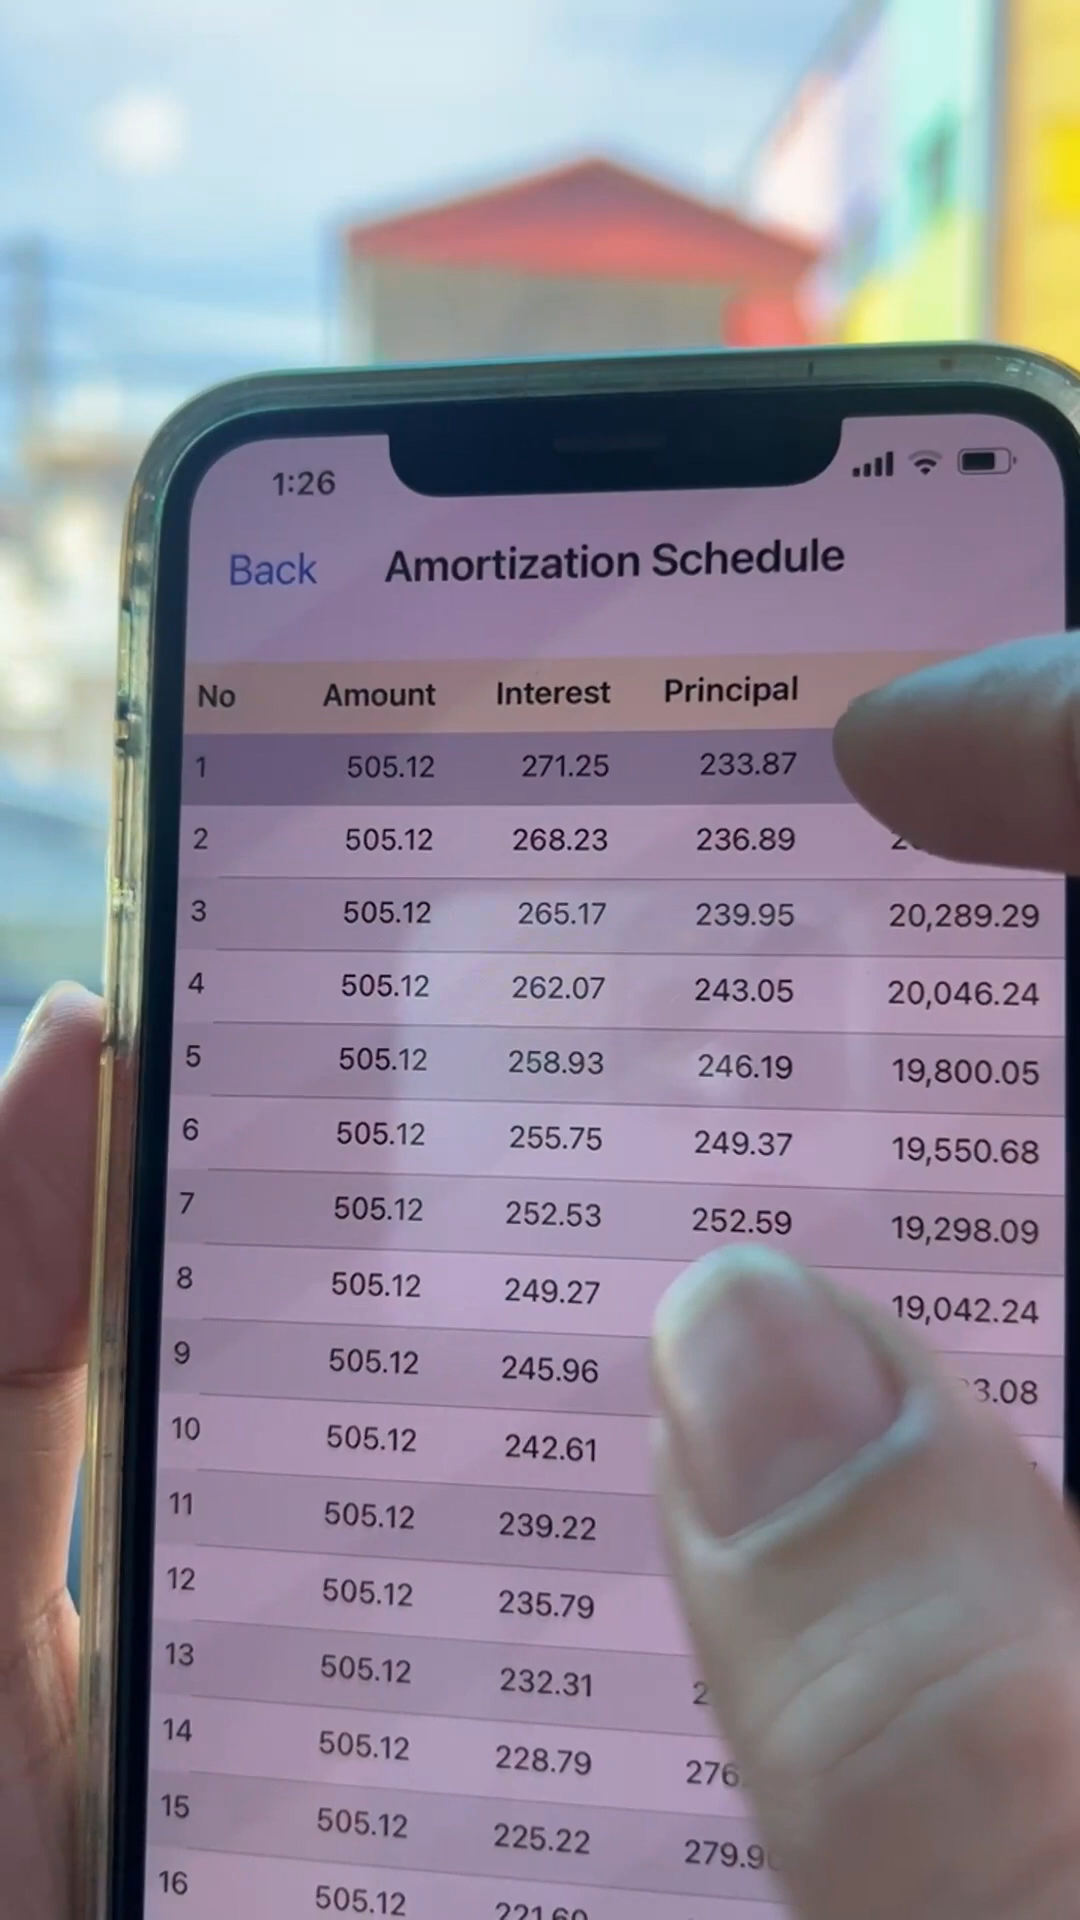 1:26
Back Amortization Schedule
No Amount Interest Principal
1 505.12 271.25 233.87
2 505.12 268.23 236.89
3 505.12 265.17 239.95 20,289.29
4 505.12 262.07 243.05 20,046.24
5 505.12 258.93 246.19 19,800.05
6 505.12 255.75 249.37 19,550.68
7 505.12 252.53 252.59 19,298.09
8 505.12 249.27 19,042.24
9 505.12 245.96
10 505.12 242.61
11 505.12 239.22
12 505.12 235.79
13 505.12 232.31
14 505.12 228.79
15 505.12 225.22
16 505.12 221.60